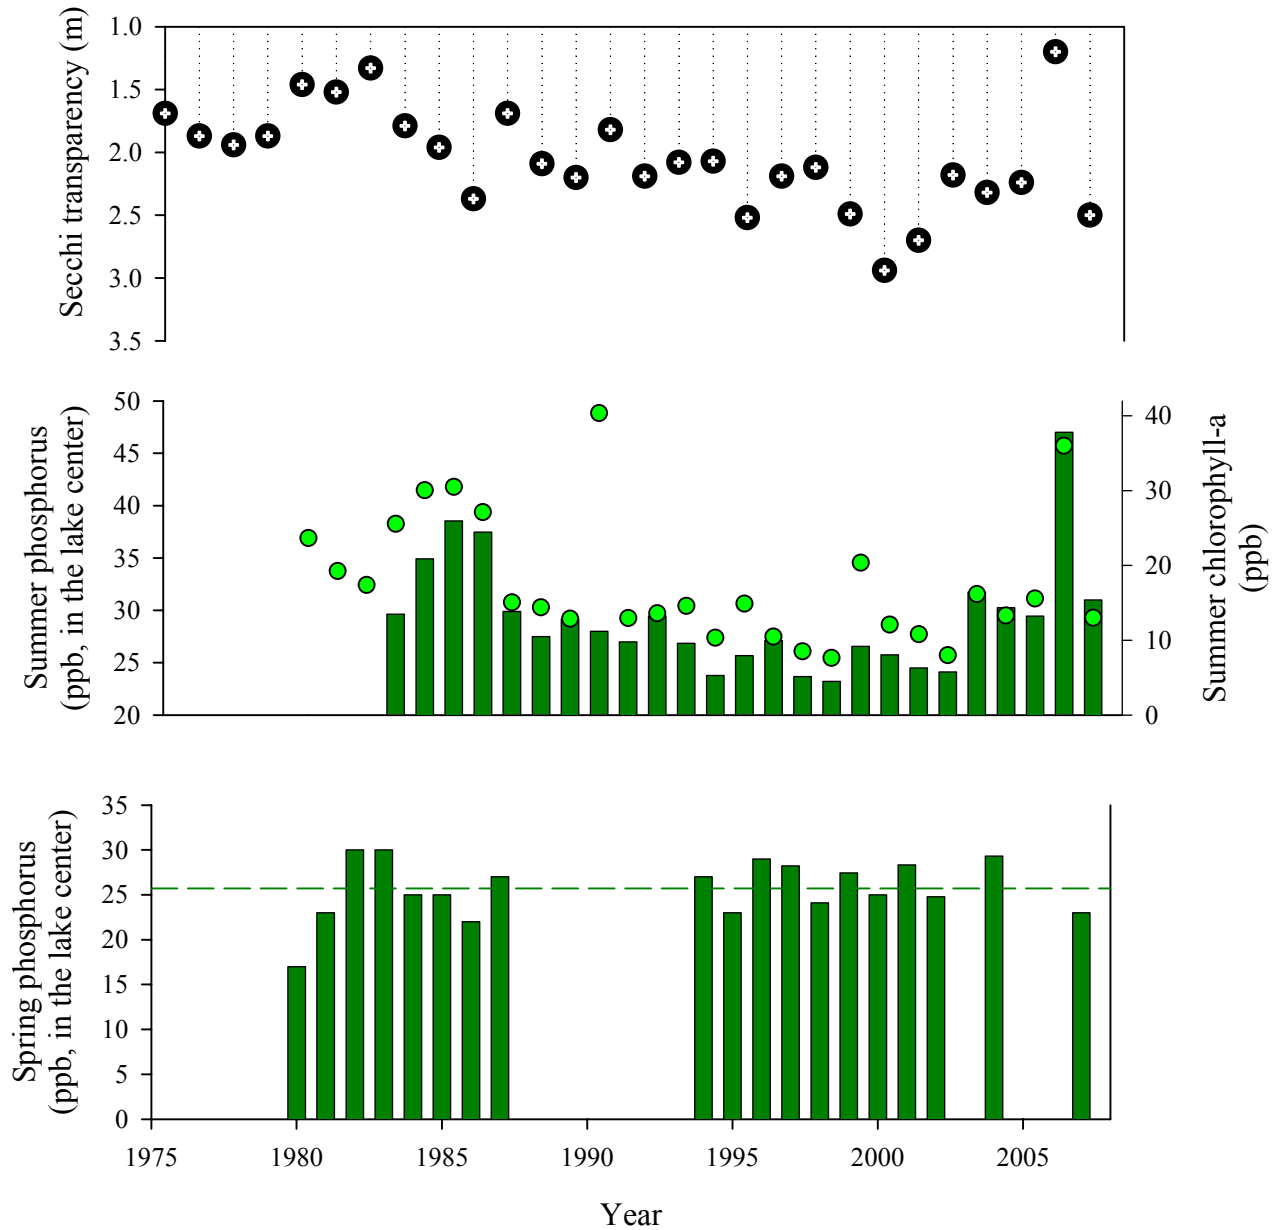 Secchi transparency (m)
1.0
1.5
2.0
2.5
3.0
3.5
Summer phosphorus
(ppb, in the lake center)
50
45
40
35
30
25
20
40
30
20
10
0
Summer chlorophyll-a
(ppb)
Spring phosphorus
(ppb, in the lake center)
35
30
25
20
15
10
5
0
1975 1980 1985 1990 1995 2000 2005
Year